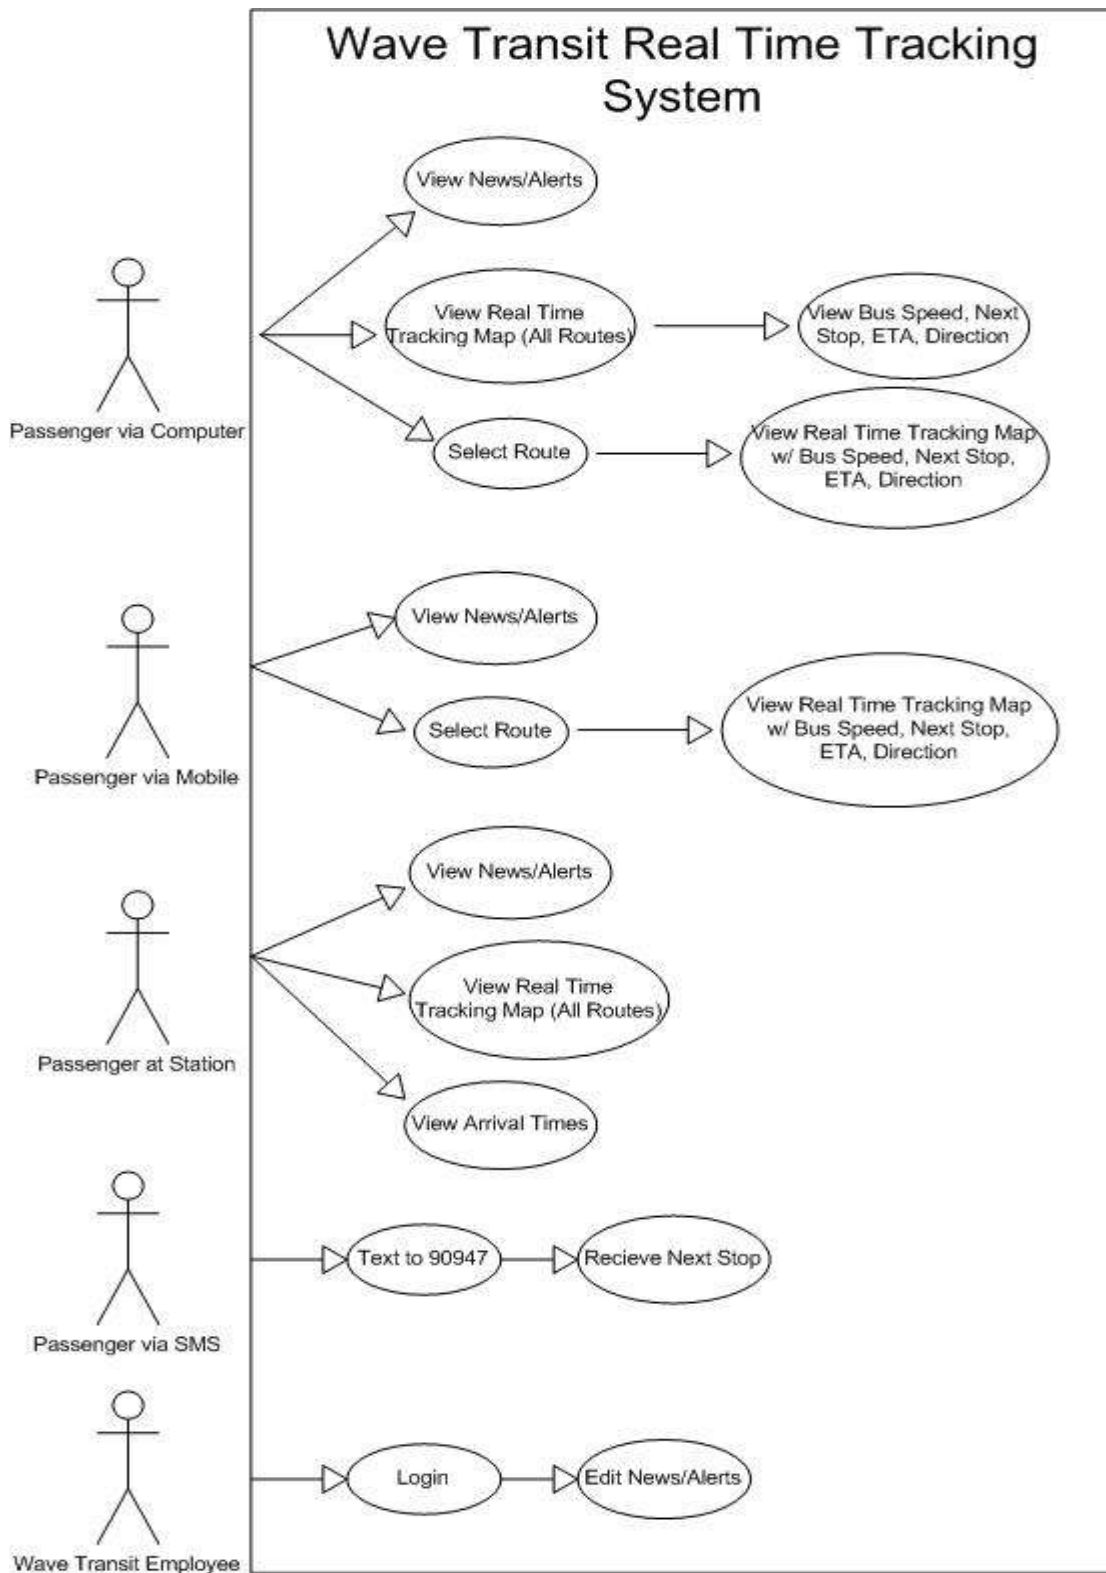 Wave Transit Real Time Tracking
System
View News/Alerts
View Real Time
Tracking Map (All Routes)
View Bus Speed, Next
Stop, ETA, Direction
Passenger via Computer
Select Route
View Real Time Tracking Map
w/ Bus Speed, Next Stop,
ETA, Direction
View News/Alerts
Select Route
View Real Time Tracking Map
w/ Bus Speed, Next Stop,
ETA, Direction
Passenger via Mobile
View News/Alerts
View Real Time
Tracking Map (All Routes)
Passenger at Station
View Arrival Times
Text to 90947
Recieve Next Stop
Passenger via SMS
Login
Edit News/Alerts
Wave Transit Employee